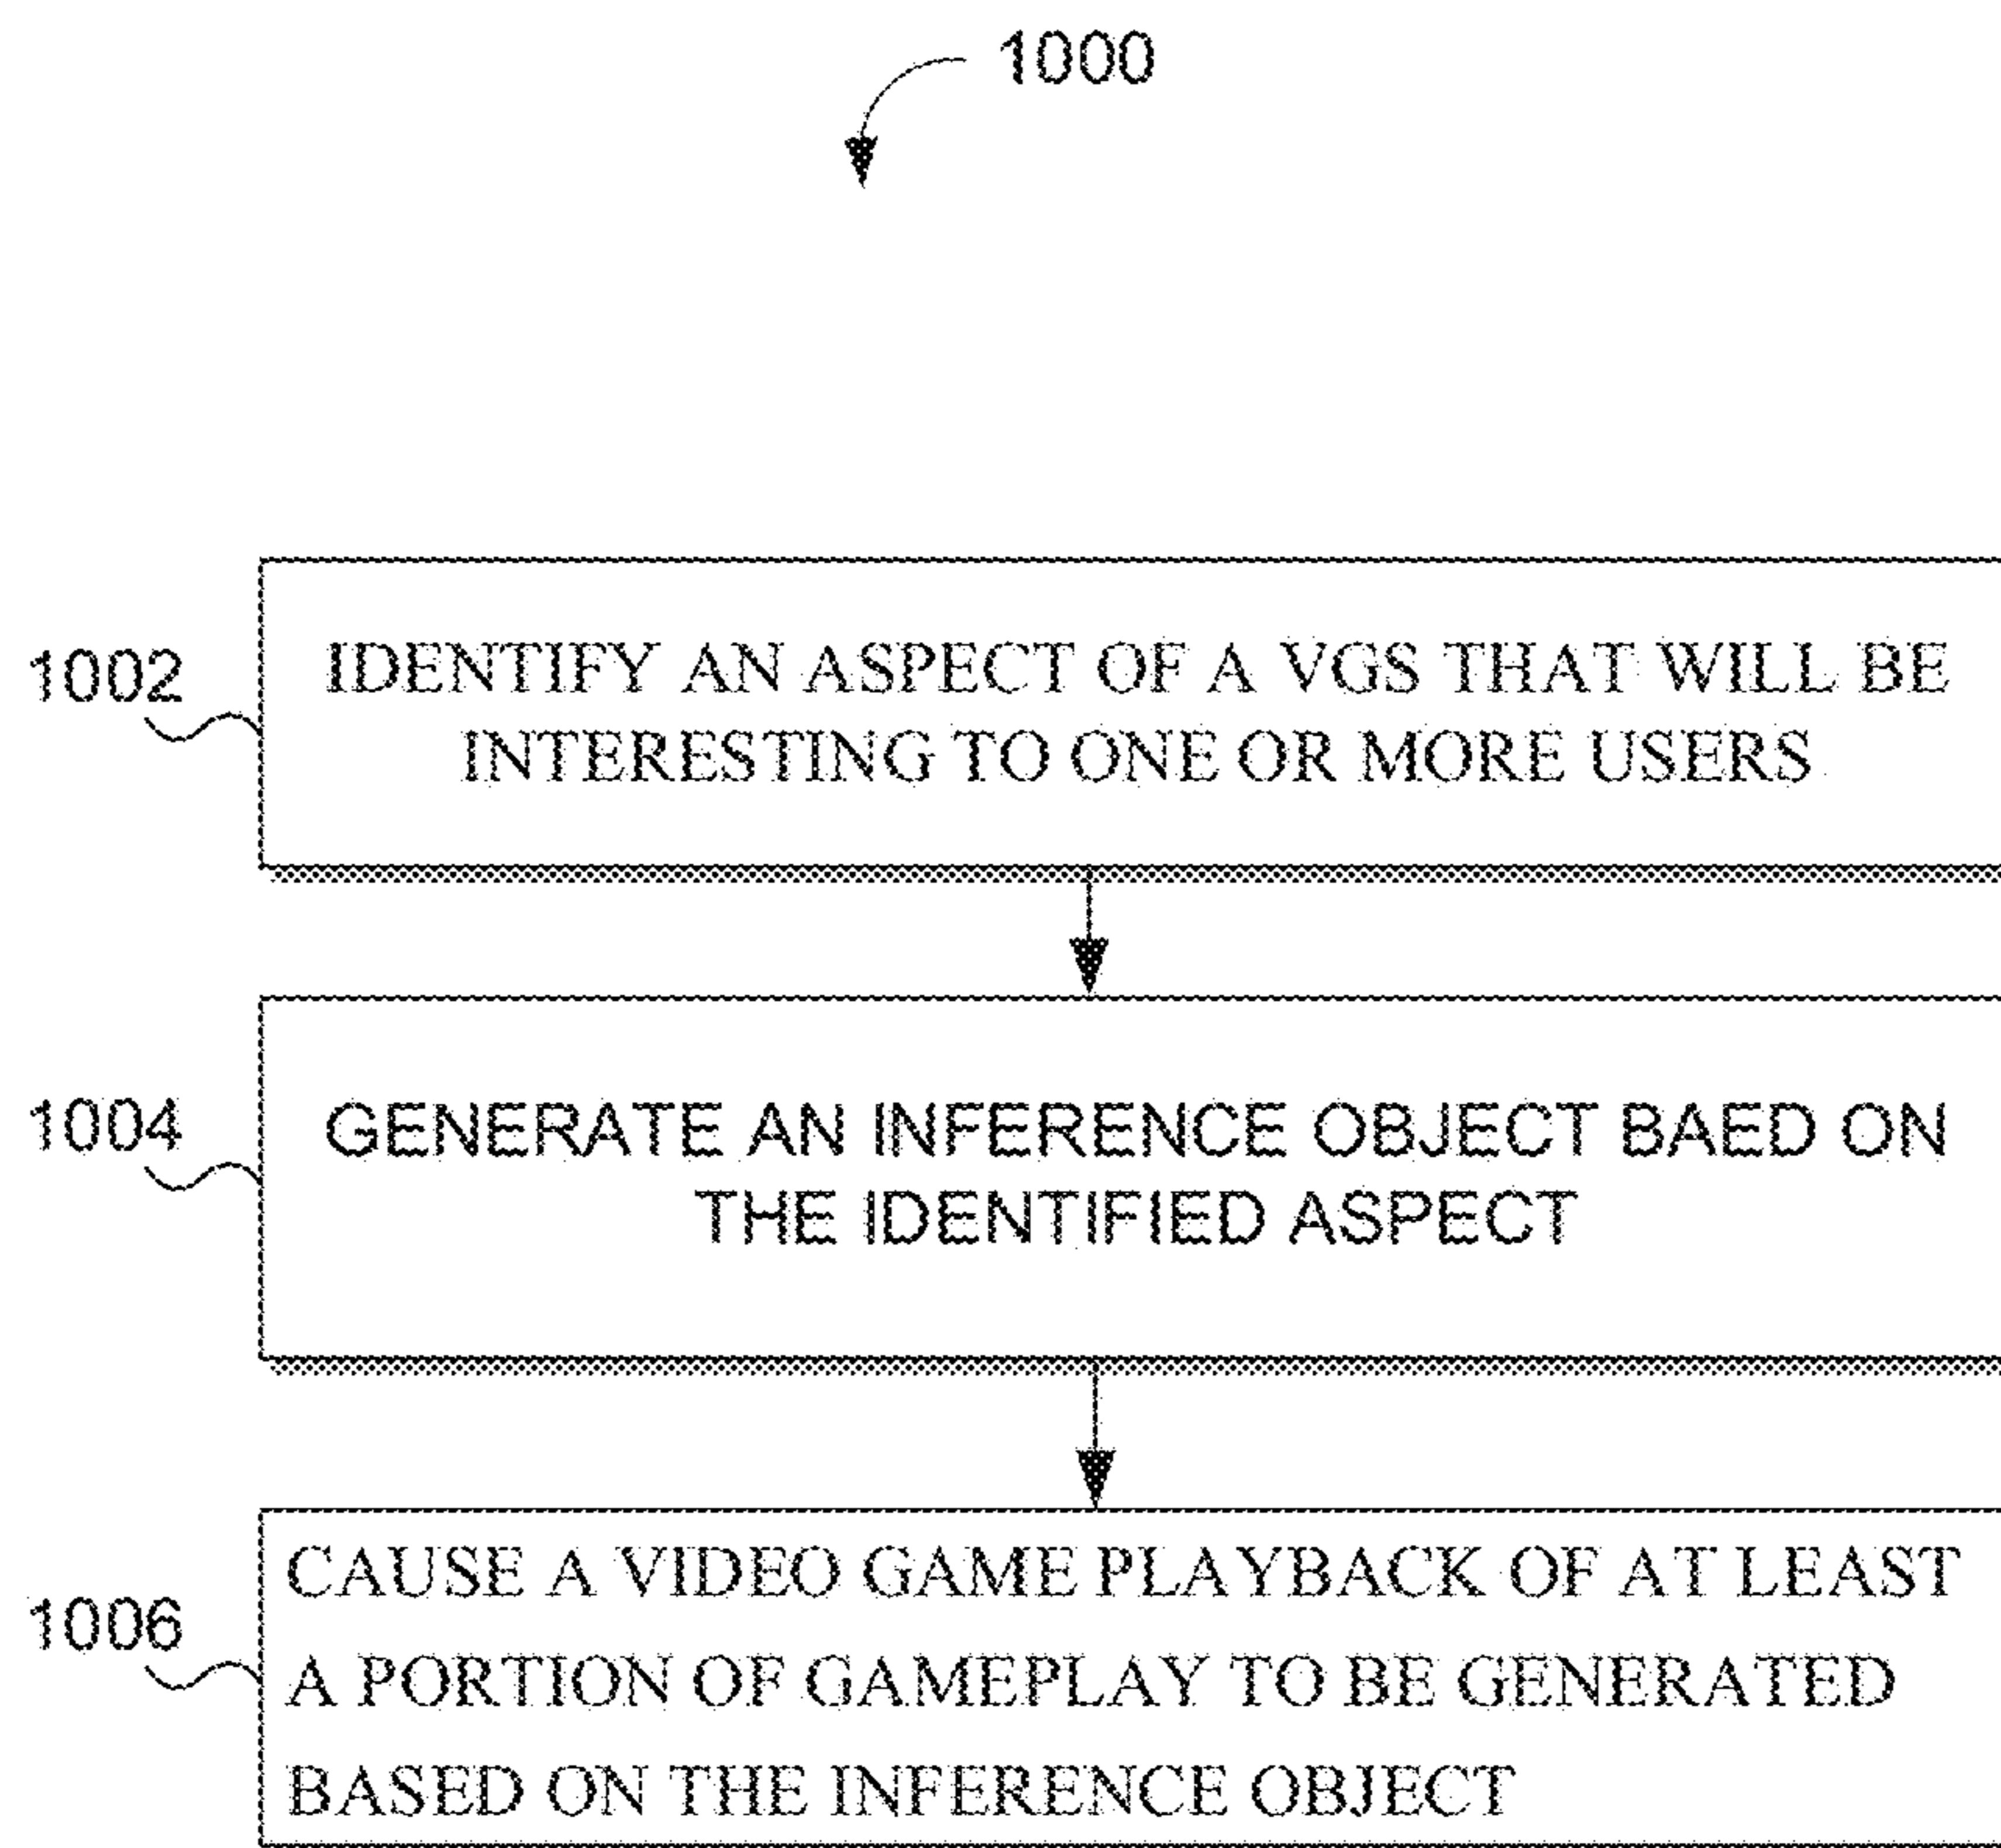 1000
1002
IDENTIFY AN ASPECT OF A VGS THAT WILL BE
INTERESTING TO ONE OR MORE USERS
1004
GENERATE AN INFERENCE OBJECT BAED ON
THE IDENTIFIED ASPECT
1006
CAUSE A VIDEO GAME PLAYBACK OF AT LEAST
A PORTION OF GAMEPLAY TO BE GENERATED
BASED ON THE INFERENCE OBJECT